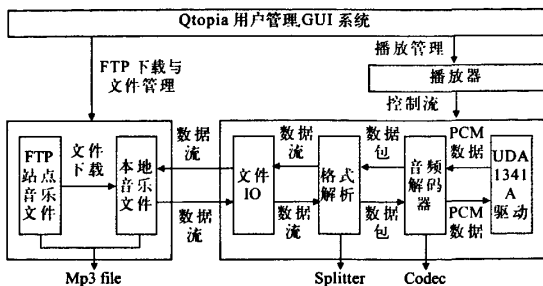 Qtopia 用户管理,GUI 系统
FTP 下载与
文件管理
播放管理
播放器
控制流
FTP
站点
音乐
文件
文件
下载
本地
音乐
文件
数据
流
数据
流
文件
IO
数据
流
数据
流
格式
解析
数据
包
数据
包
音频
解码
器
PCM
数据
PCM
数据
UDA
1341
A
驱动
Mp3 file
Splitter
Codec